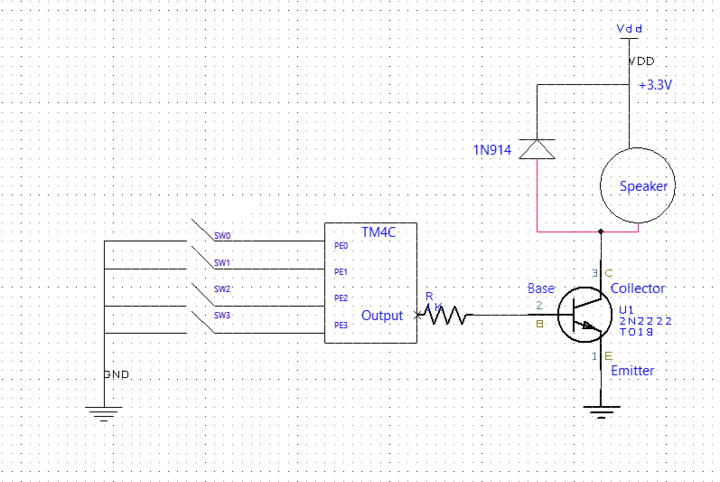 Vdd
VDD
+3.3V
1N914
Speaker
SW0
TM4C
PE0
SW1
PE1
SW2
PE2
SW3
PE3
Output
R
1K
Base
2
B
3
C
Collector
U1
2N2222
TO18
1
E
Emitter
GND